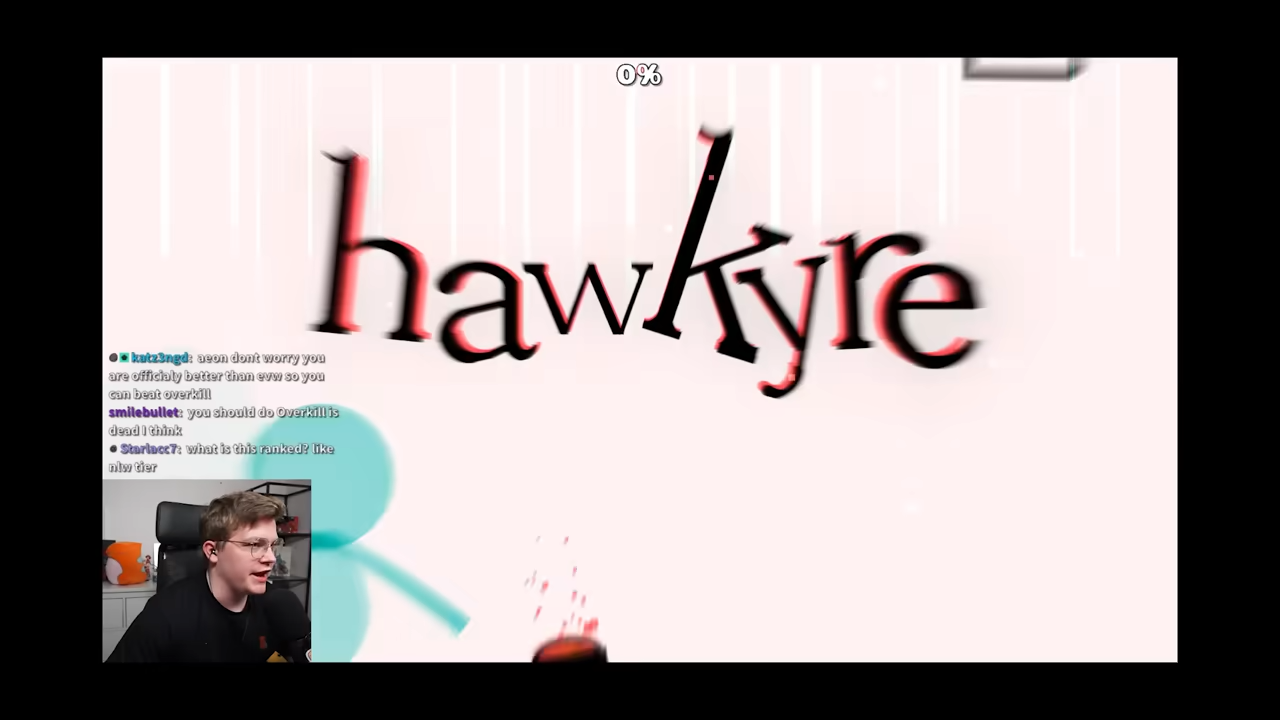 0%
hawkyre
katz3ngd: aeon dont worry you
are officialy better than evw so you
can beat overkill
smilebullet: you should do Overkill is
dead I think
Starlacc7: what is this ranked? like
nlw tier